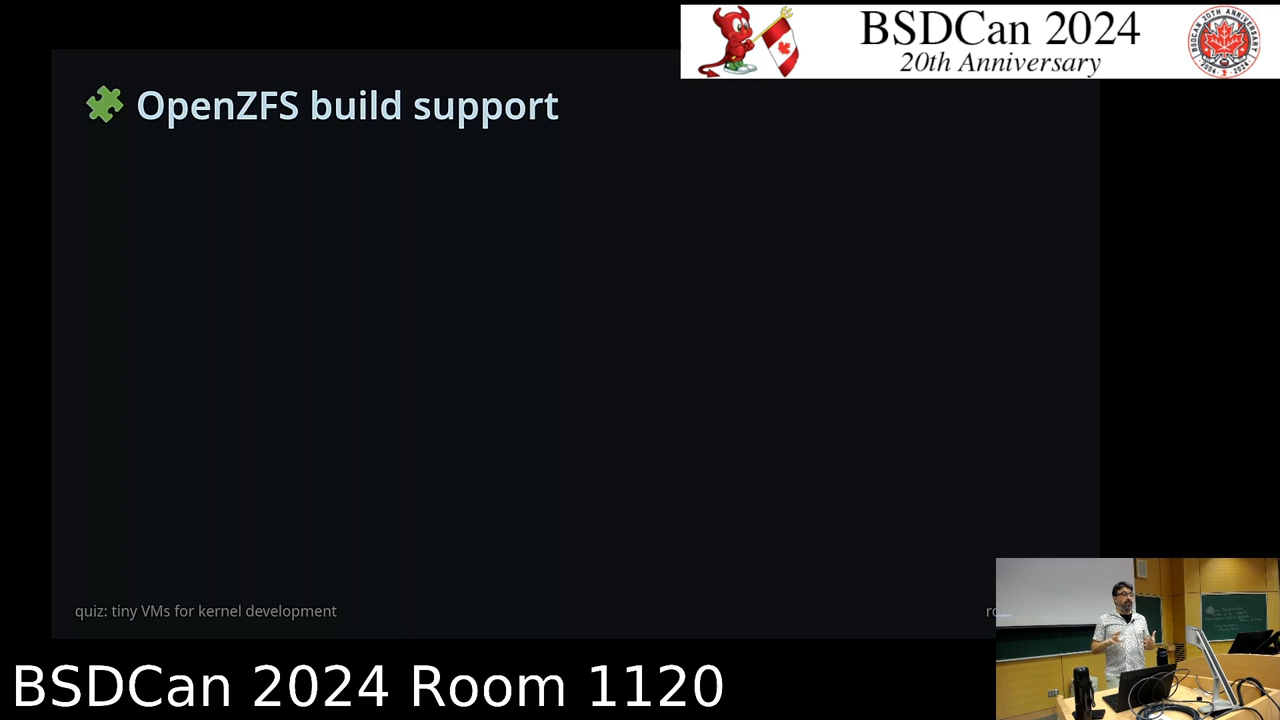 BSDCan 2024
20th Anniversary
OpenZFS build support
quiz: tiny VMs for kernel development
BSDCan 2024 Room 1120